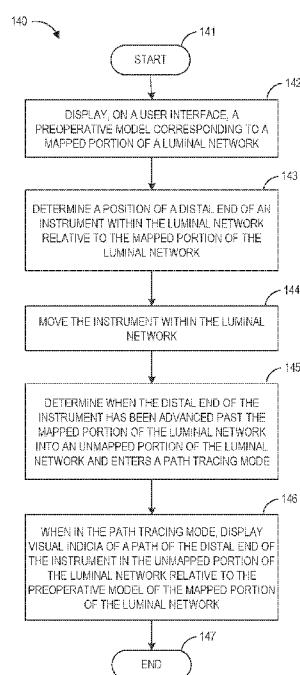 140
141
START
142
DISPLAY, ON A USER INTERFACE, A
PREOPERATIVE MODEL CORRESPONDING TO A
MAPPED PORTION OF A LUMINAL NETWORK
143
DETERMINE A POSITION OF A DISTAL END OF AN
INSTRUMENT WITHIN THE LUMINAL NETWORK
RELATIVE TO THE MAPPED PORTION OF THE
LUMINAL NETWORK
144
MOVE THE INSTRUMENT WITHIN THE LUMINAL
NETWORK
145
DETERMINE WHEN THE DISTAL END OF THE
INSTRUMENT HAS BEEN ADVANCED PAST THE
MAPPED PORTION OF THE LUMINAL NETWORK
INTO AN UNMAPPED PORTION OF THE LUMINAL
NETWORK AND ENTERS A PATH TRACING MODE
146
WHEN IN THE PATH TRACING MODE, DISPLAY
VISUAL INDICIA OF A PATH OF THE DISTAL END OF
THE INSTRUMENT IN THE UNMAPPED PORTION OF
THE LUMINAL NETWORK RELATIVE TO THE
PREOPERATIVE MODEL OF THE MAPPED PORTION
OF THE LUMINAL NETWORK
147
END